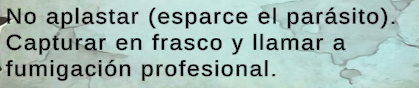 No aplastar (esparce el parásito).
Capturar en frasco y llamar a
fumigación profesional.